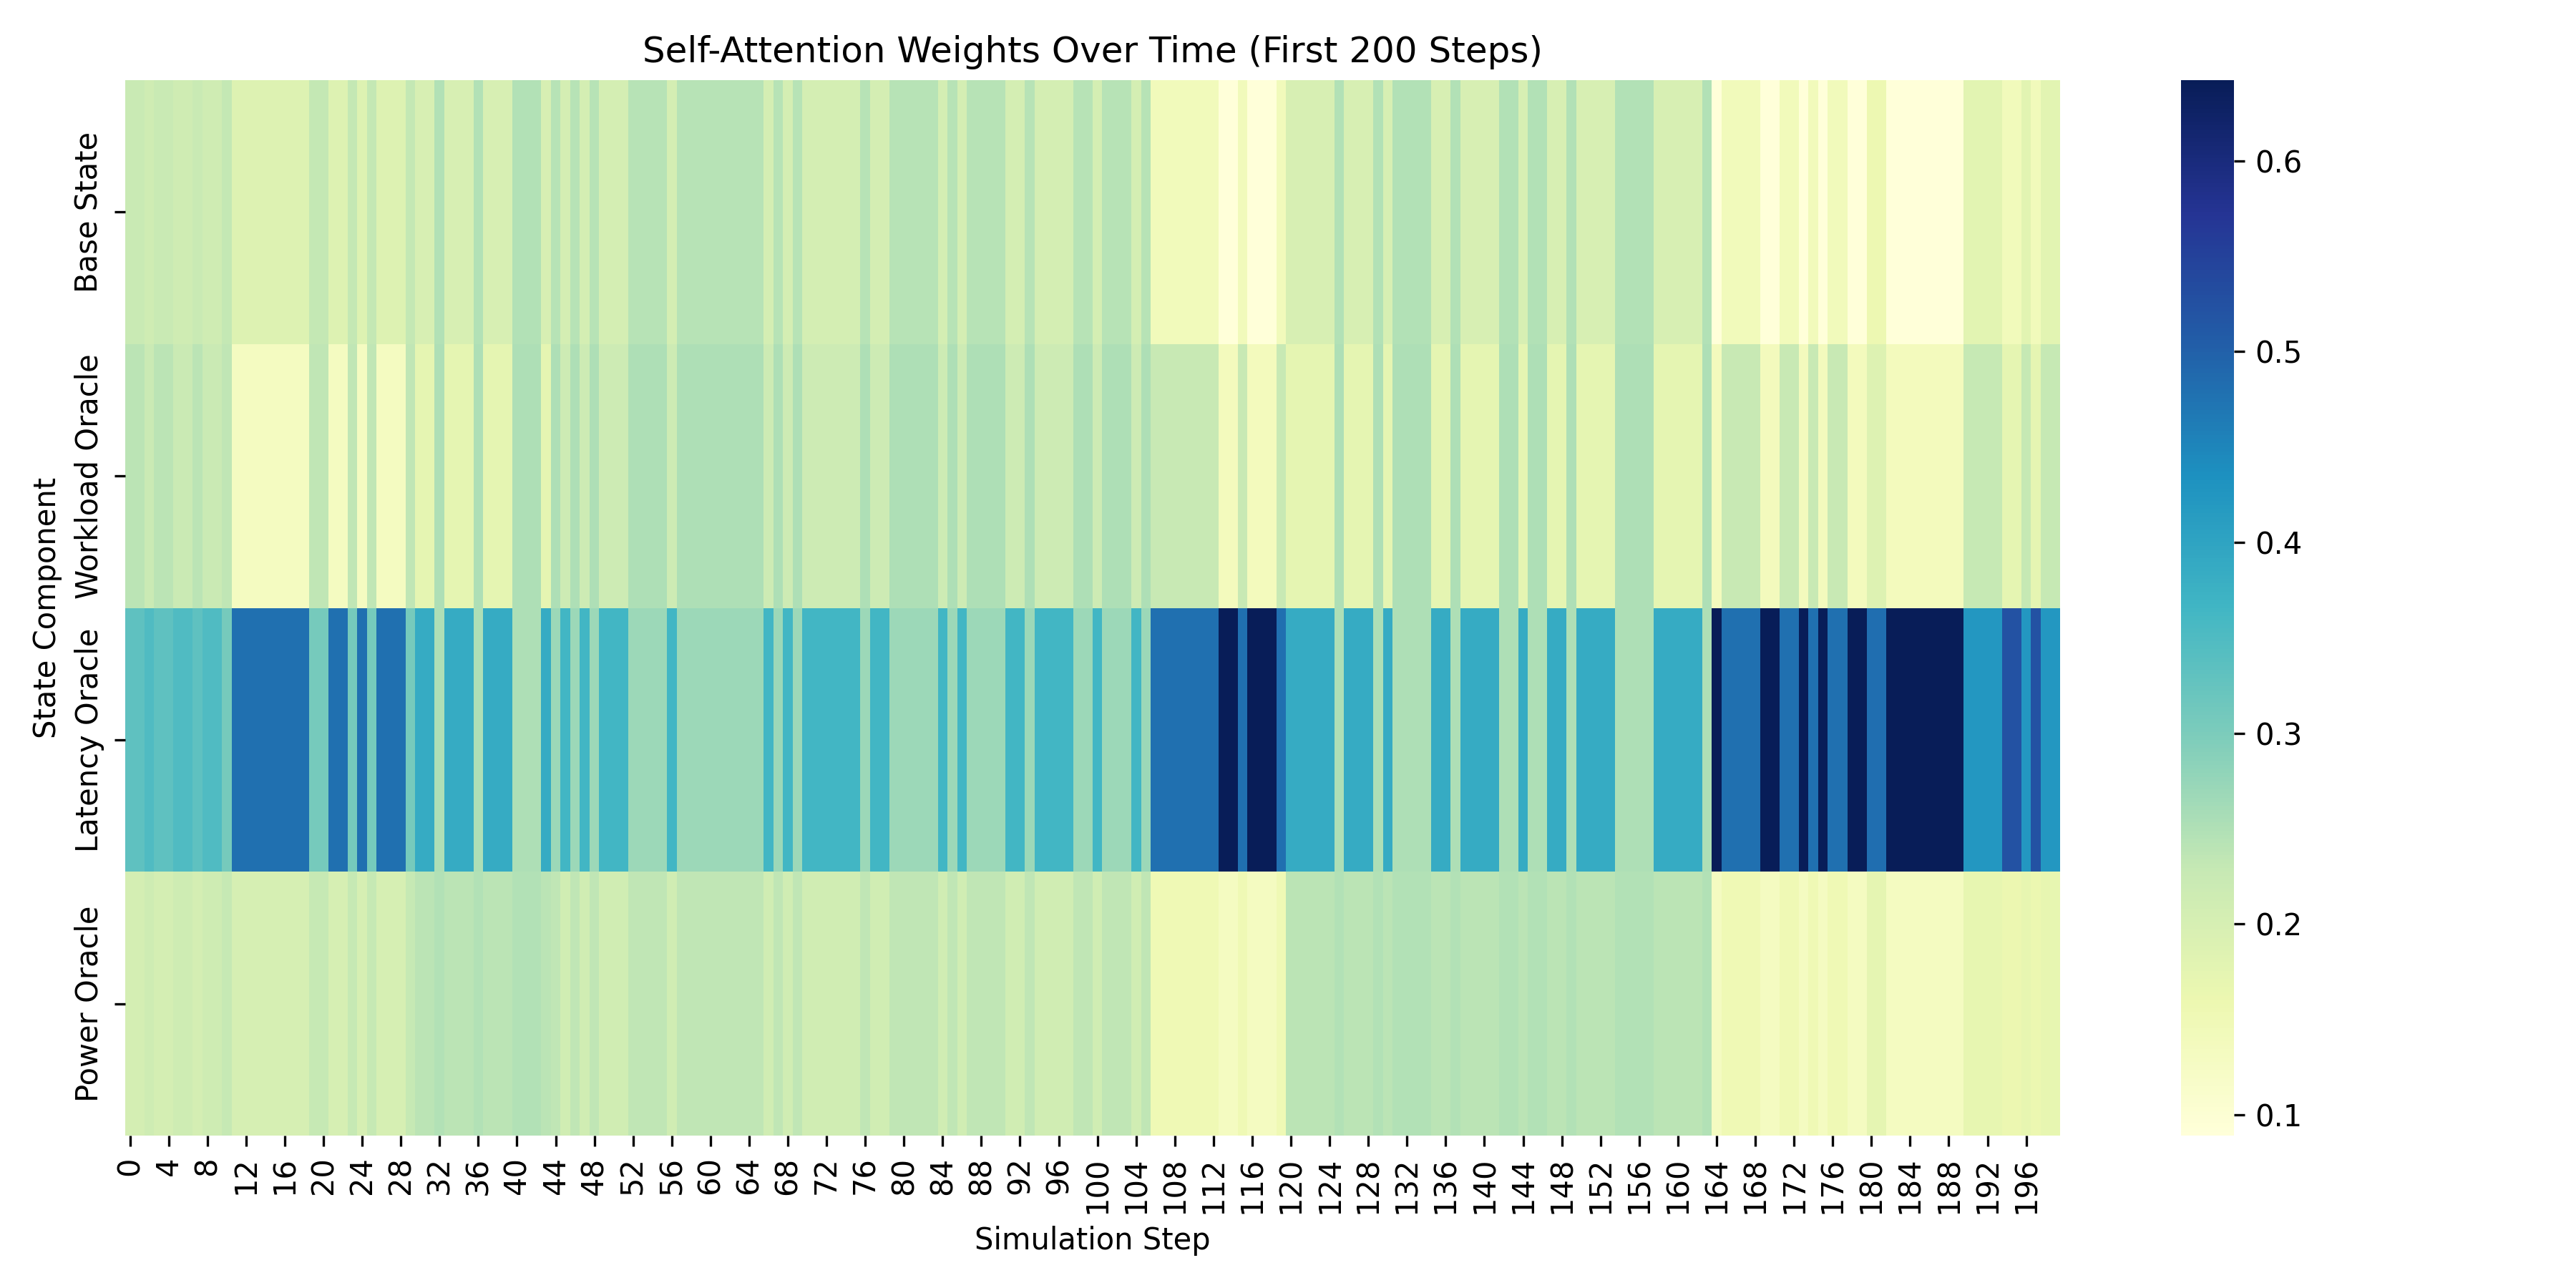 Self-Attention Weights Over Time (First 200 Steps)
State Component
Base State
Workload Oracle
Latency Oracle
Power Oracle
0 4 8 12 16 20 24 28 32 36 40 44 48 52 56 60 64 68 72 76 80 84 88 92 96 100 104 108 112 116 120 124 128 132 136 140 144 148 152 156 160 164 168 172 176 180 184 188 192 196
Simulation Step
0.6
0.5
0.4
0.3
0.2
0.1